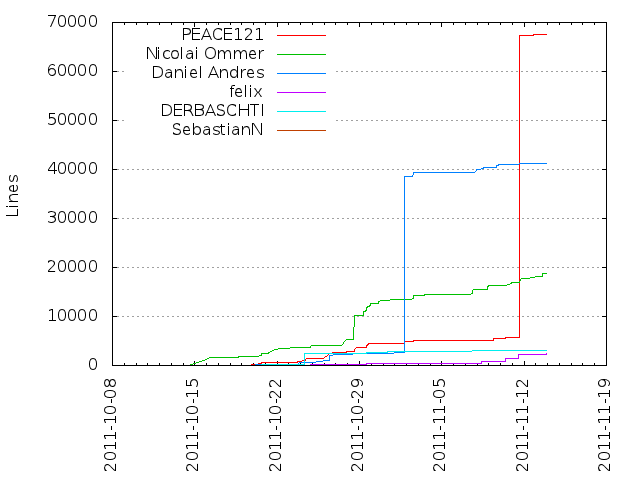 70000
60000
50000
40000
30000
20000
10000
0
Lines
PEACE121
Nicolai Ommer
Daniel Andres
felix
DERBASCHTI
SebastianN
2011-10-08
2011-10-15
2011-10-22
2011-10-29
2011-11-05
2011-11-12
2011-11-19